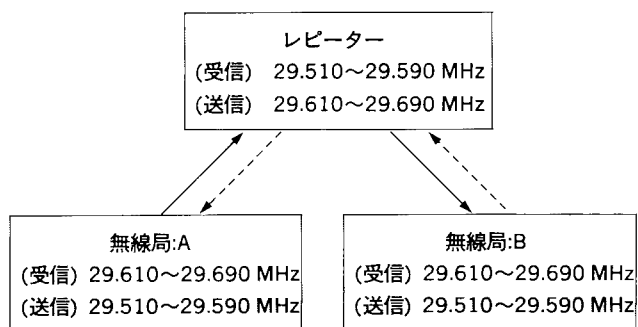 レピーター
(受信) 29.510～29.590 MHz
(送信) 29.610～29.690 MHz
無線局:A
(受信) 29.610～29.690 MHz
(送信) 29.510～29.590 MHz
無線局:B
(受信) 29.610～29.690 MHz
(送信) 29.510～29.590 MHz